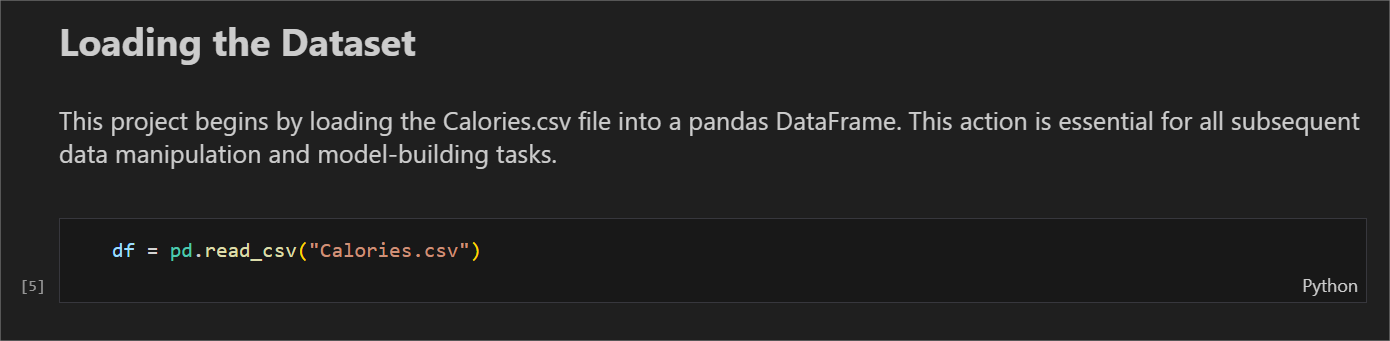 Loading the Dataset
This project begins by loading the Calories.csv file into a pandas DataFrame. This action is essential for all subsequent
data manipulation and model-building tasks.
df = pd.read_csv("Calories.csv")
[5]
Python